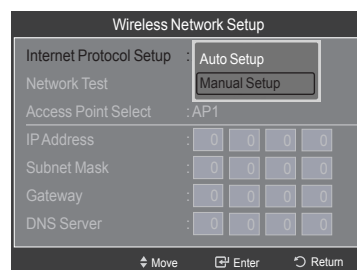 Wireless Network Setup
Internet Protocol Setup : Auto Setup
Manual Setup
Network Test
Access Point Select : AP1
IP Address : 0 0 0 0
Subnet Mask : 0 0 0 0
Gateway : 0 0 0 0
DNS Server : 0 0 0 0
Move Enter Return